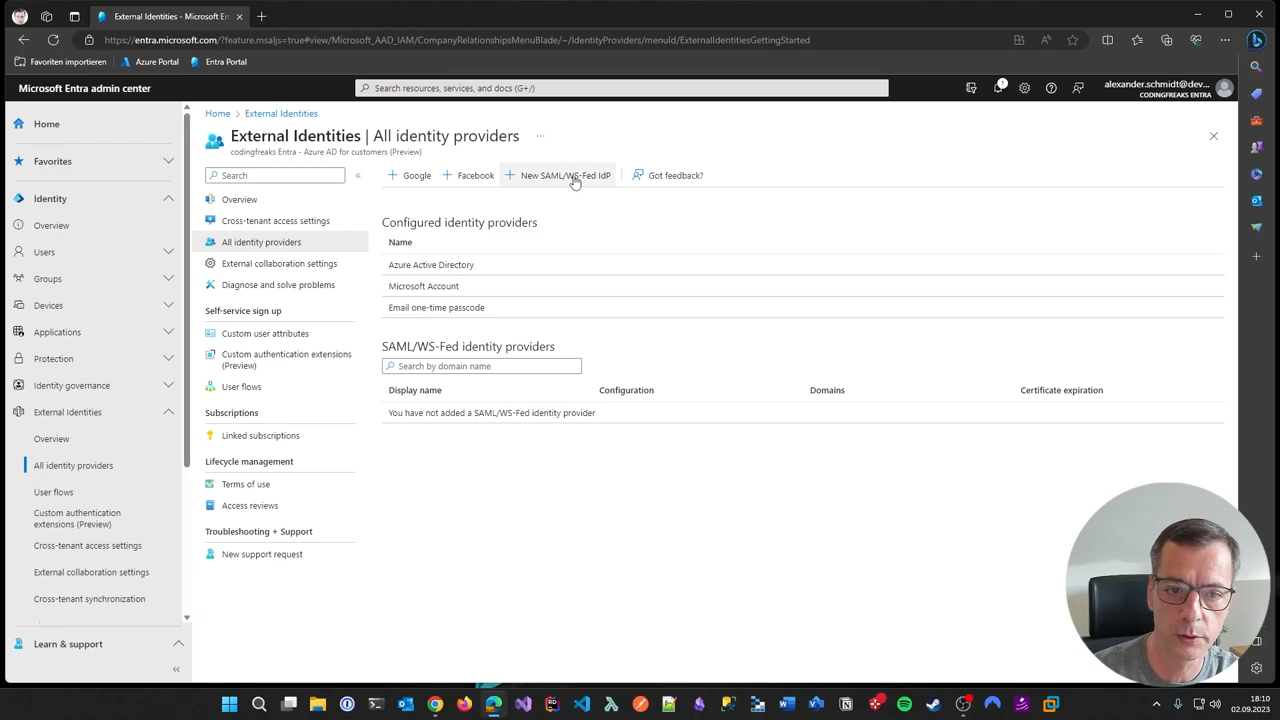 External Identities - Microsoft En
https://entra.microsoft.com/?feature.msaljs=true#view/Microsoft_AAD_IAM/CompanyRelationshipsMenuBlade/~/IdentityProviders/menuId/ExternalIdentitiesGettingStarted
Favoriten importieren
Azure Portal
Entra Portal
Microsoft Entra admin center
Search resources, services, and docs (G+/)
1
alexander.schmidt@dev...
CODINGFREAKS ENTRA
Home
Favorites
Identity
Overview
Users
Groups
Devices
Applications
Protection
Identity governance
External Identities
Overview
All identity providers
User flows
Custom authentication
extensions (Preview)
Cross-tenant access settings
External collaboration settings
Cross-tenant synchronization
Learn & support
Home > External Identities
External Identities | All identity providers
codingfreaks Entra - Azure AD for customers (Preview)
Search
Overview
Cross-tenant access settings
All identity providers
External collaboration settings
Diagnose and solve problems
Self-service sign up
Custom user attributes
Custom authentication extensions
(Preview)
User flows
Subscriptions
Linked subscriptions
Lifecycle management
Terms of use
Access reviews
Troubleshooting + Support
New support request
Google
Facebook
New SAML/WS-Fed IdP
Got feedback?
Configured identity providers
Name
Azure Active Directory
Microsoft Account
Email one-time passcode
SAML/WS-Fed identity providers
Search by domain name
Display name Configuration Domains Certificate expiration
You have not added a SAML/WS-Fed identity provider
18:10
02.09.2023